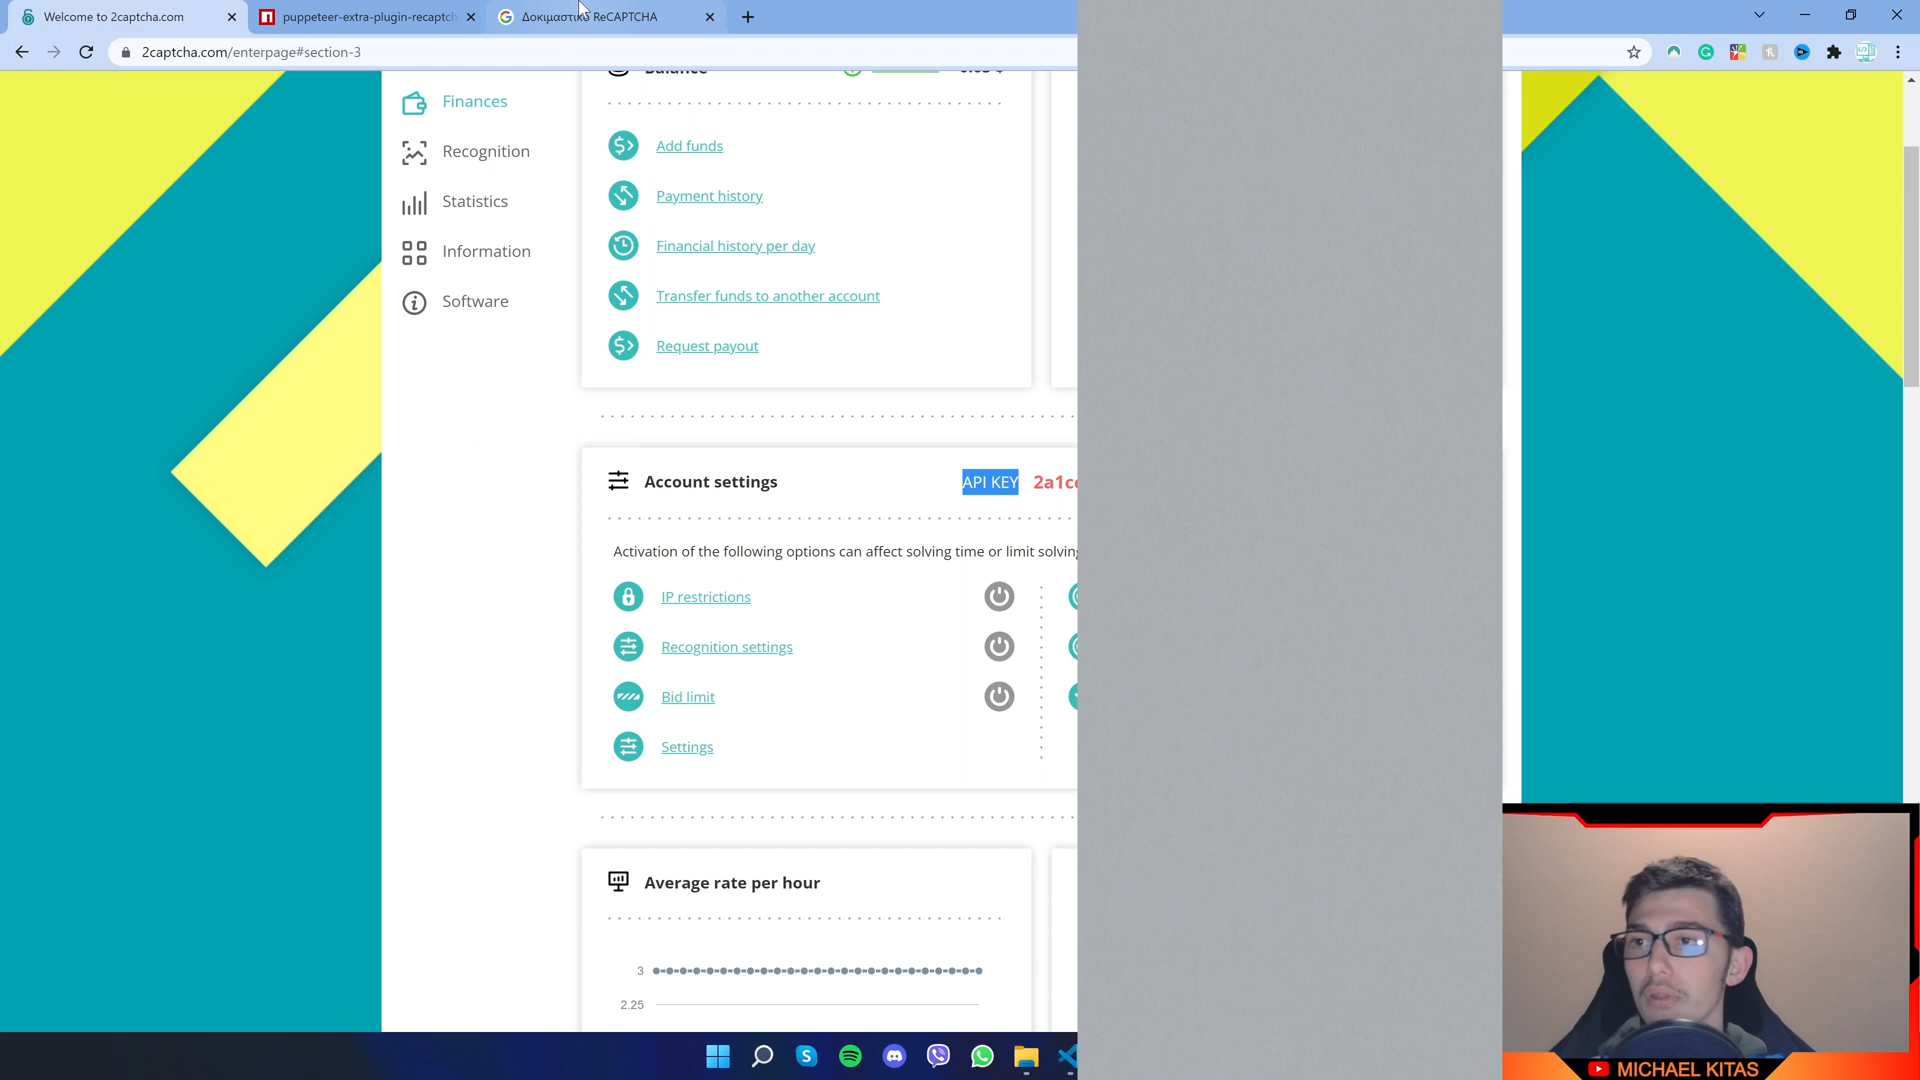 Welcome to 2captcha.com
puppeteer-extra-plugin-recaptch
Δοκιμαστικό ReCAPTCHA
2captcha.com/enterpage#section-3
Finances
Recognition
Statistics
Information
Software
Balance
Add funds
Payment history
Financial history per day
Transfer funds to another account
Request payout
Account settings
API KEY
Activation of the following options can affect solving time or limit solving
IP restrictions
Recognition settings
Bid limit
Settings
Average rate per hour
3
2.25
MICHAEL KITAS